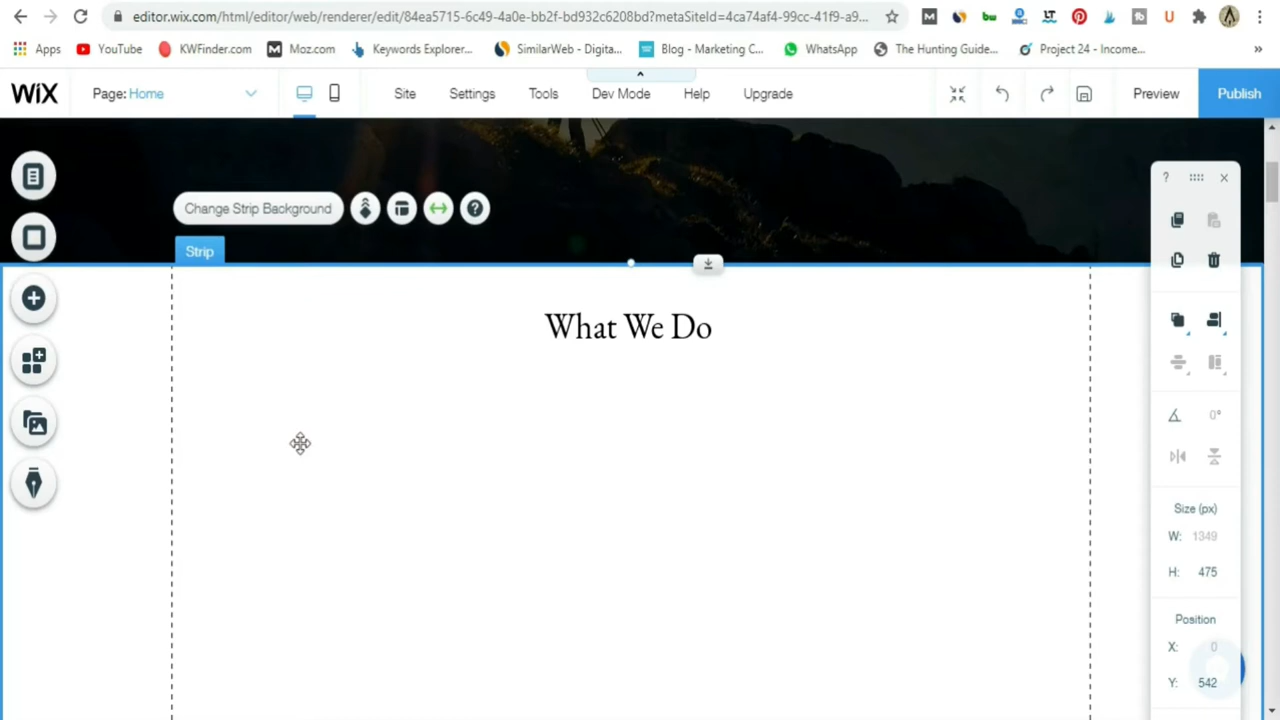 editor.wix.com/html/editor/web/renderer/edit/84ea5715-6c49-4a0e-bb2f-bd932c6208bd?metaSiteId=4ca74af4-99cc-41f9-a9...
Apps YouTube KWFinder.com Moz.com Keywords Explorer... SimilarWeb - Digita... Blog - Marketing C... WhatsApp The Hunting Guide... Project 24 - Income... »
WIX Page: Home Site Settings Tools Dev Mode Help Upgrade Preview Publish
Change Strip Background ?
Strip
What We Do
?
0°
Size (px)
W: 1349
H: 475
Position
X: 0
Y: 542